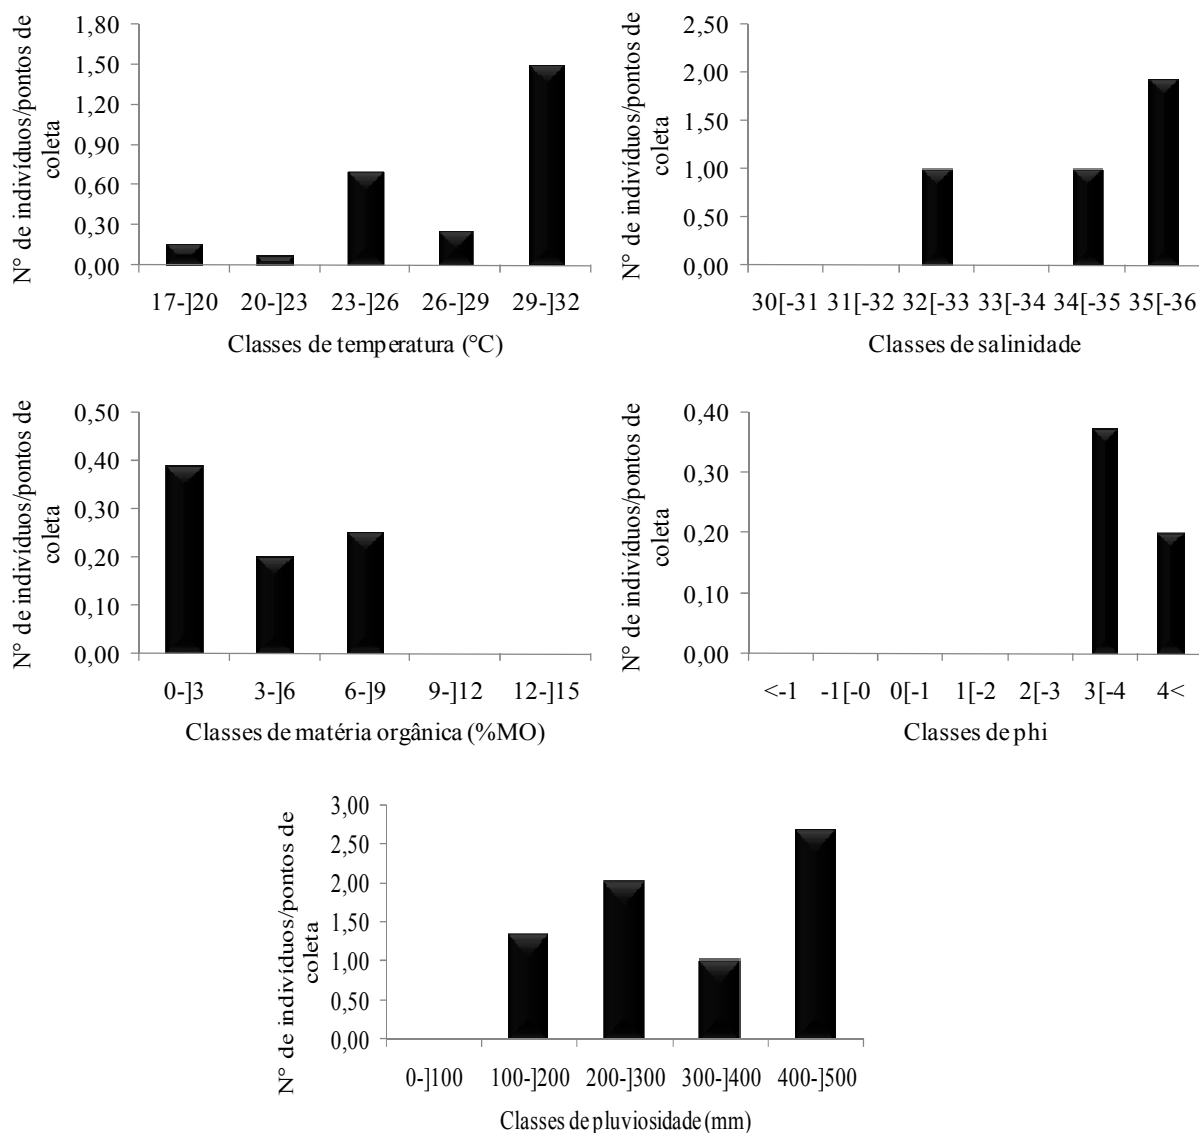 N° de indivíduos/pontos de
coleta
1,80
1,50
1,20
0,90
0,60
0,30
0,00
17-]20 20-]23 23-]26 26-]29 29-]32
Classes de temperatura (°C)
N° de indivíduos/pontos de
coleta
2,50
2,00
1,50
1,00
0,50
0,00
30[-31 31[-32 32[-33 33[-34 34[-35 35[-36
Classes de salinidade
N° de indivíduos/pontos de
coleta
0,50
0,40
0,30
0,20
0,10
0,00
0-]3 3-]6 6-]9 9-]12 12-]15
Classes de matéria orgânica (%MO)
N° de indivíduos/pontos de
coleta
0,40
0,30
0,20
0,10
0,00
<-1 -1[-0 0[-1 1[-2 2[-3 3[-4 4<
Classes de phi
N° de indivíduos/pontos de
coleta
3,00
2,50
2,00
1,50
1,00
0,50
0,00
0-]100 100-]200 200-]300 300-]400 400-]500
Classes de pluviosidade (mm)